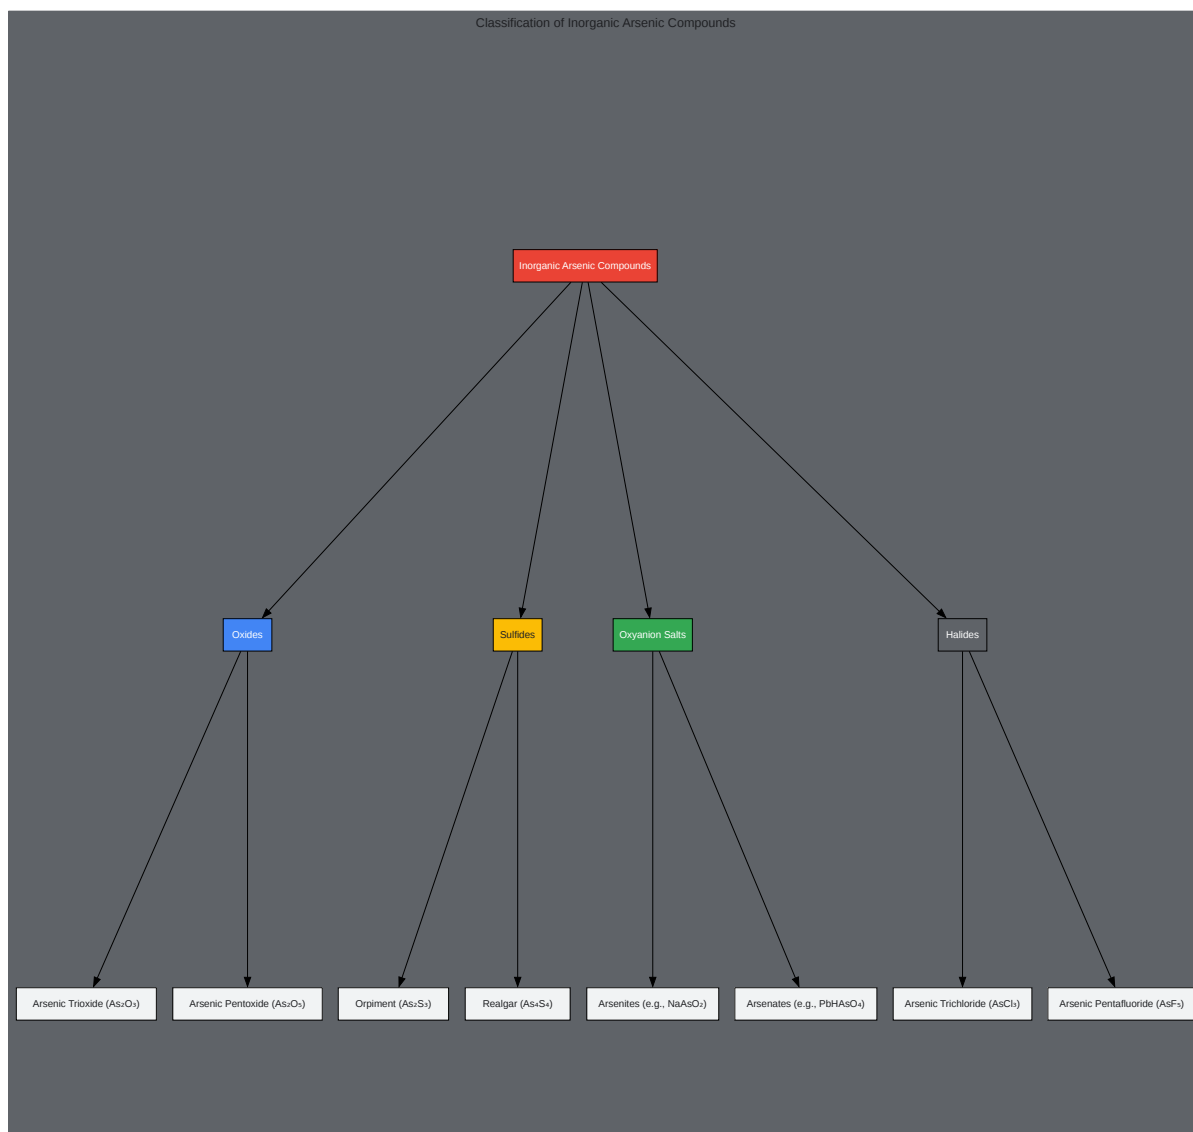 Classification of Inorganic Arsenic Compounds
Inorganic Arsenic Compounds
Oxides
Sulfides
Oxyanion Salts
Halides
Arsenic Trioxide (As₂O₃)
Arsenic Pentoxide (As₂O₅)
Orpiment (As₂S₃)
Realgar (As₄S₄)
Arsenites (e.g., NaAsO₂)
Arsenates (e.g., PbHAsO₄)
Arsenic Trichloride (AsCl₃)
Arsenic Pentafluoride (AsF₅)